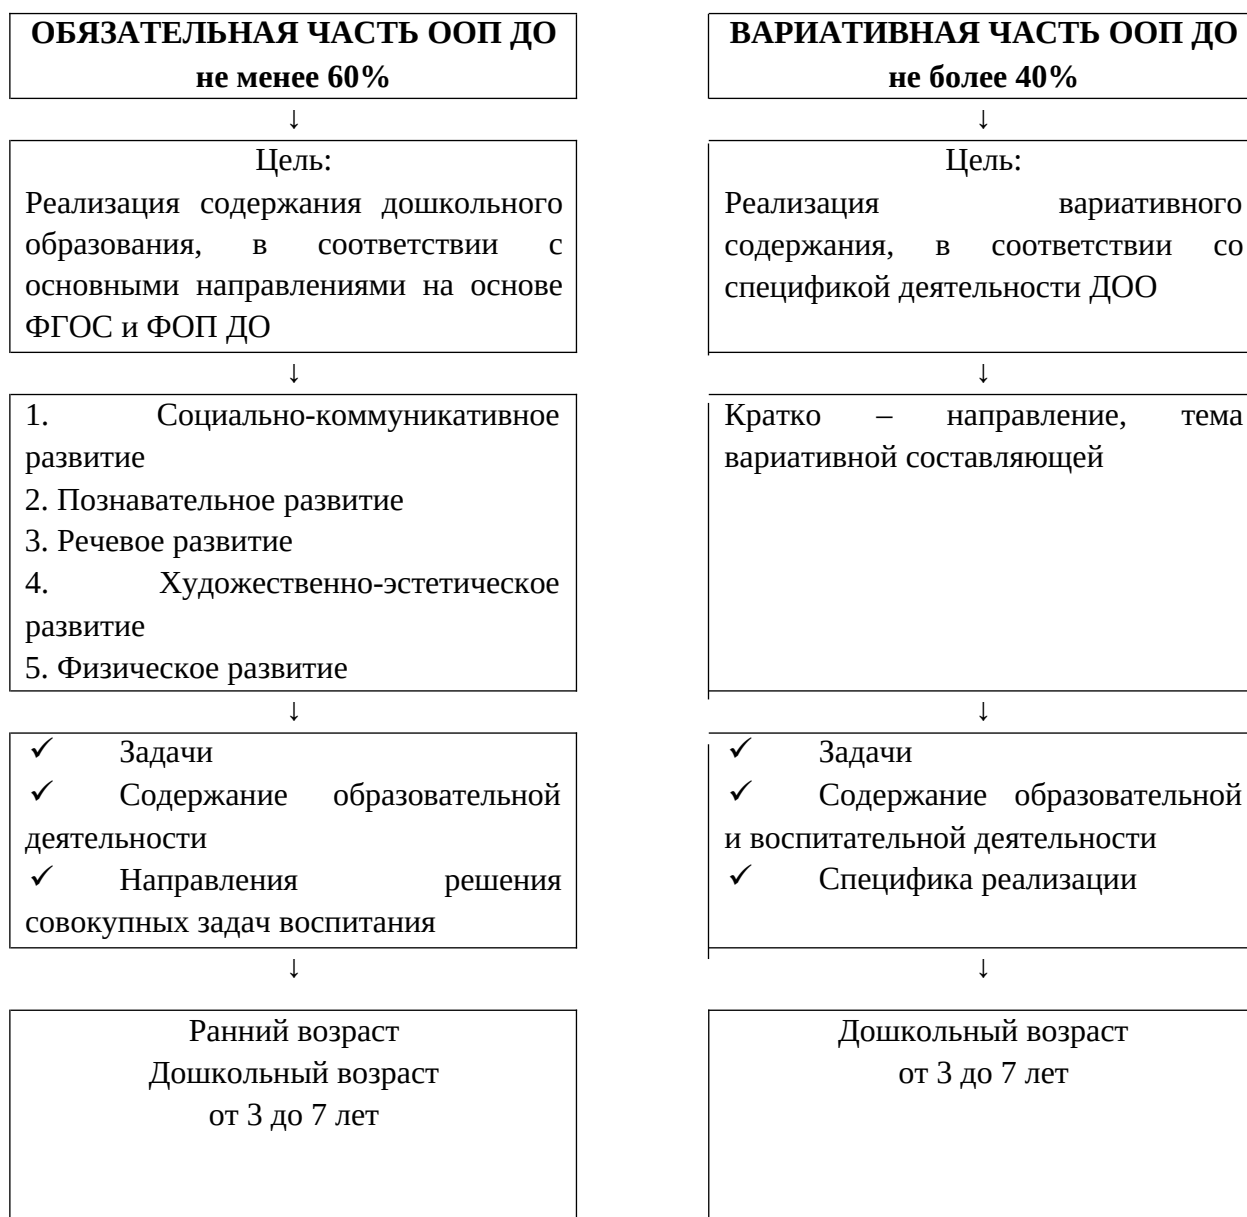 ОБЯЗАТЕЛЬНАЯ ЧАСТЬ ООП ДО
не менее 60%
↓
Цель:
Реализация содержания дошкольного
образования, в соответствии с
основными направлениями на основе
ФГОС и ФОП ДО
↓
1. Социально-коммуникативное
развитие
2. Познавательное развитие
3. Речевое развитие
4. Художественно-эстетическое
развитие
5. Физическое развитие
↓
✓ Задачи
✓ Содержание образовательной
деятельности
✓ Направления решения
совокупных задач воспитания
↓
Ранний возраст
Дошкольный возраст
от 3 до 7 лет
ВАРИАТИВНАЯ ЧАСТЬ ООП ДО
не более 40%
↓
Цель:
Реализация вариативного
содержания, в соответствии со
спецификой деятельности ДОО
↓
Кратко – направление, тема
вариативной составляющей
↓
✓ Задачи
✓ Содержание образовательной
и воспитательной деятельности
✓ Специфика реализации
↓
Дошкольный возраст
от 3 до 7 лет